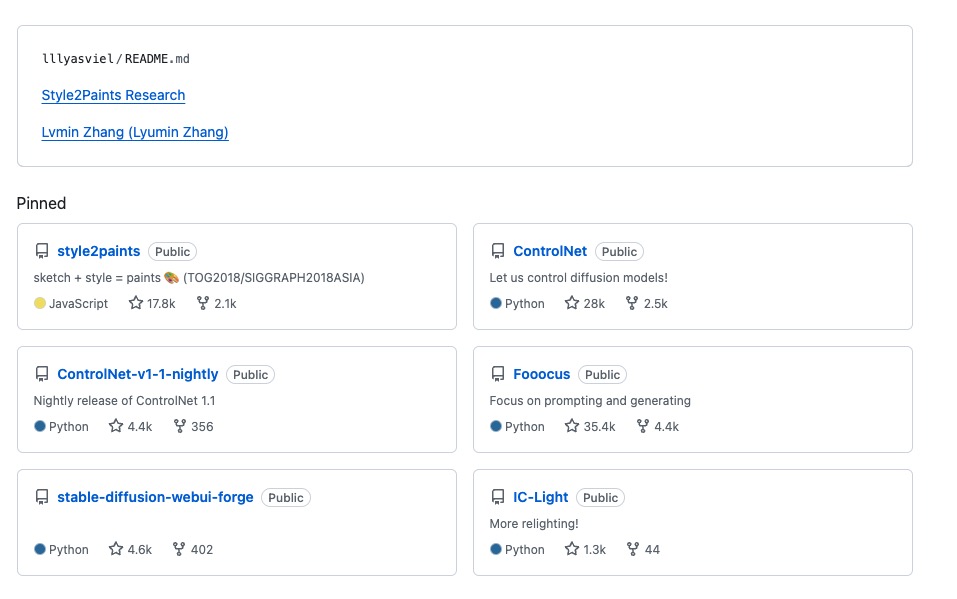 lllyasviel/README.md
Style2Paints Research
Lvmin Zhang (Lyumin Zhang)
Pinned
style2paints Public
sketch + style = paints 🎨 (TOG2018/SIGGRAPH2018ASIA)
JavaScript 17.8k 2.1k
ControlNet Public
Let us control diffusion models!
Python 28k 2.5k
ControlNet-v1-1-nightly Public
Nightly release of ControlNet 1.1
Python 4.4k 356
Fooocus Public
Focus on prompting and generating
Python 35.4k 4.4k
stable-diffusion-webui-forge Public
Python 4.6k 402
IC-Light Public
More relighting!
Python 1.3k 44